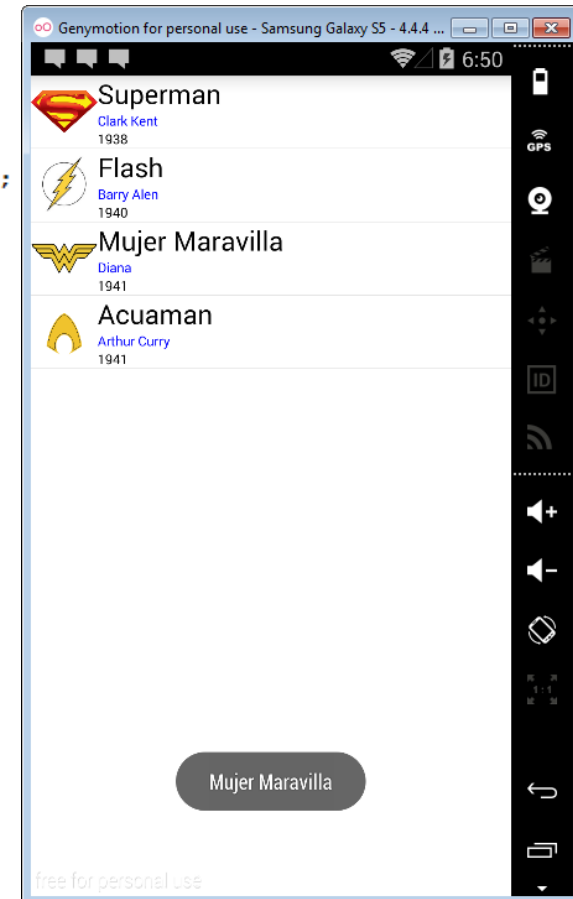 Genymotion for personal use - Samsung Galaxy S5 - 4.4.4 ...
6:50
Superman
Clark Kent
1938
;
Flash
Barry Alen
1940
Mujer Maravilla
Diana
1941
Acuaman
Arthur Curry
1941
Mujer Maravilla
free for personal use
GPS
ID
1:1